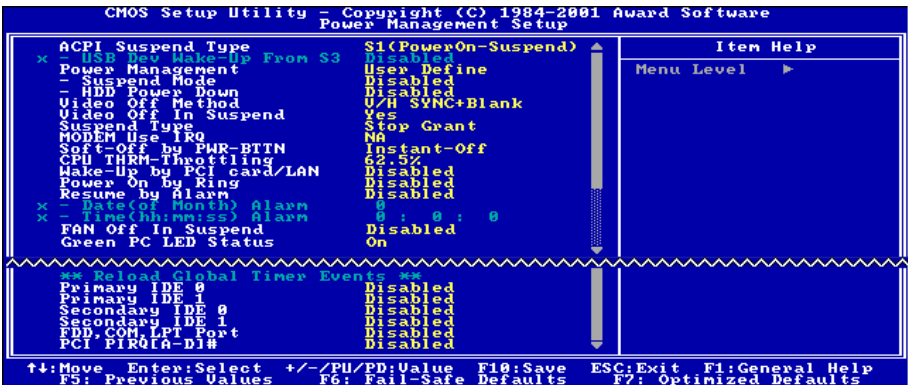 CMOS Setup Utility – Copyright (C) 1984-2001 Award Software
Power Management Setup
ACPI Suspend Type S1(PowerOn-Suspend)
x - USB Dev Wake-Up From S3 Disabled
Power Management User Define
- Suspend Mode Disabled
- HDD Power Down Disabled
Video Off Method V/H SYNC+Blank
Video Off In Suspend Yes
Suspend Type Stop Grant
MODEM Use IRQ NA
Soft-Off by PWR-BTTN Instant-Off
CPU THRM-Throttling 62.5%
Wake-Up by PCI card/LAN Disabled
Power On by Ring Disabled
Resume by Alarm Disabled
x - Date(of Month) Alarm 0
x - Time(hh:mm:ss) Alarm 0 : 0 : 0
FAN Off In Suspend Disabled
Green PC LED Status On
Item Help
Menu Level ►
** Reload Global Timer Events **
Primary IDE 0 Disabled
Primary IDE 1 Disabled
Secondary IDE 0 Disabled
Secondary IDE 1 Disabled
FDD,COM,LPT Port Disabled
PCI PIRQ[A-D]# Disabled
↑↓:Move Enter:Select +/-/PU/PD:Value F10:Save ESC:Exit F1:General Help
F5: Previous Values F6: Fail-Safe Defaults F7: Optimized Defaults